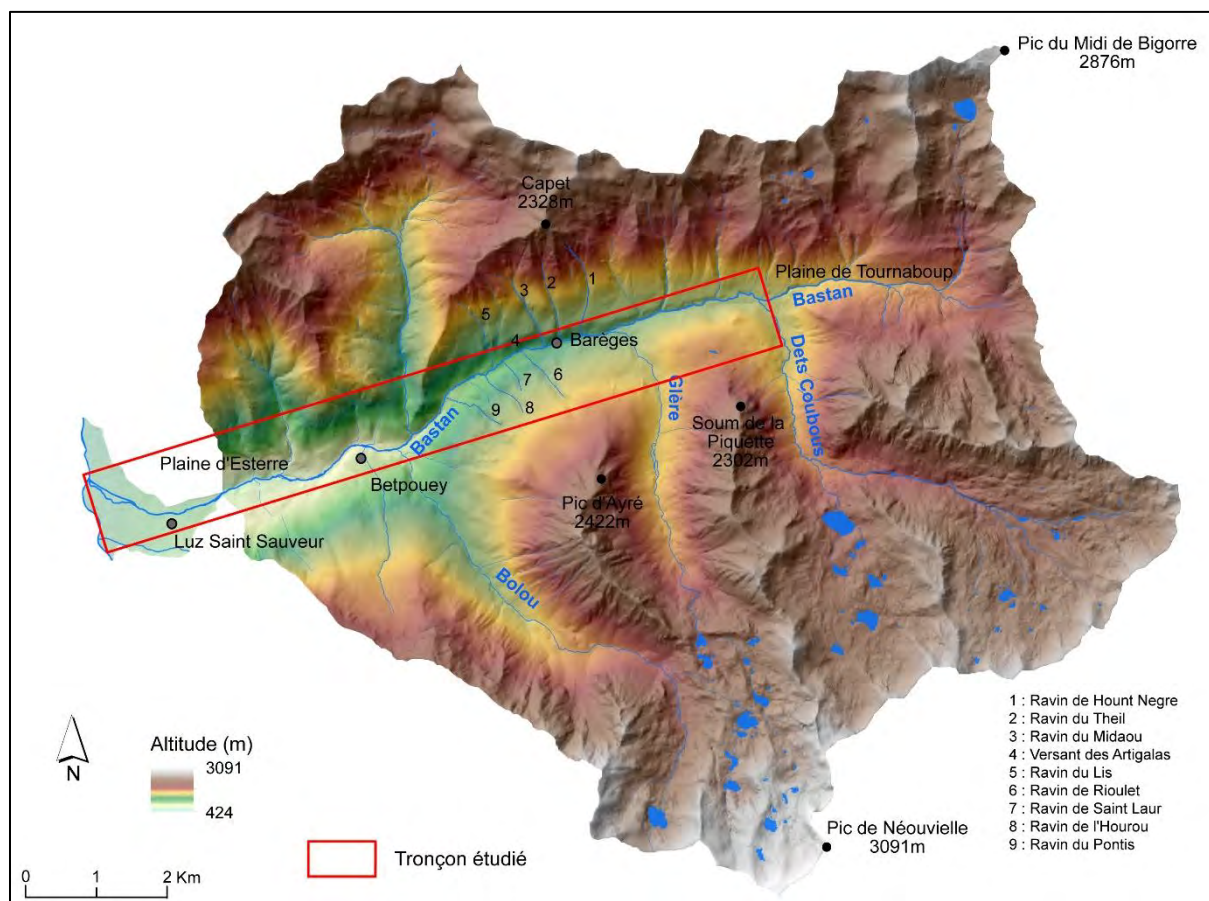 Pic du Midi de Bigorre
2876m
Capet
2328m
1
2
3
5
4
Plaine de Tournaboup
Bastan
Barèges
6
7
8
9
Bastan
Glère
Dets Coubous
Soum de la
Piquette
2302m
Plaine d'Esterre
Betpouey
Pic d'Ayré
2422m
Luz Saint Sauveur
Bolou
1 : Ravin de Hount Negre
2 : Ravin du Theil
3 : Ravin du Midaou
4 : Versant des Artigalas
5 : Ravin du Lis
6 : Ravin de Rioulet
7 : Ravin de Saint Laur
8 : Ravin de l'Hourou
9 : Ravin du Pontis
N
Altitude (m)
3091
424
Pic de Néouvielle
3091m
Tronçon étudié
0 1 2 Km